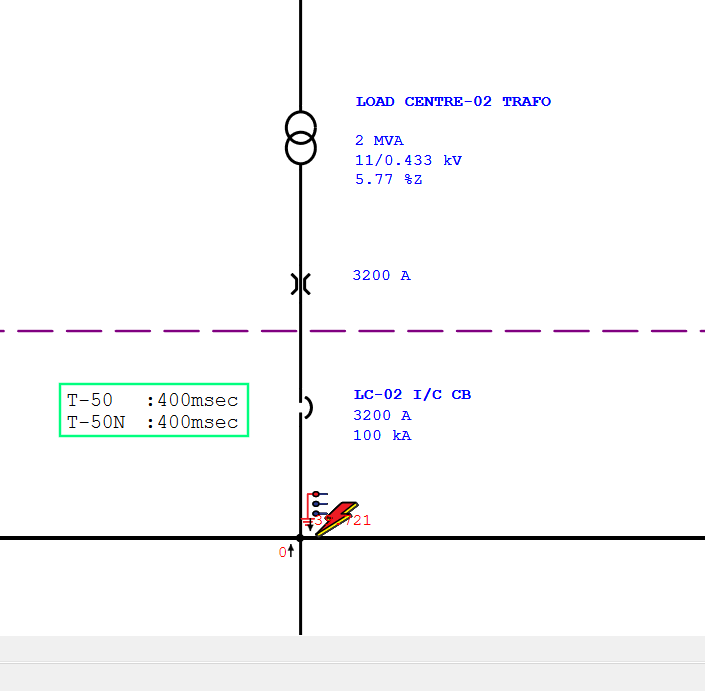 LOAD CENTRE-02 TRAFO
2 MVA
11/0.433 kV
5.77 %Z
3200 A
LC-02 I/C CB
3200 A
100 kA
T-50 :400msec
T-50N :400msec
0